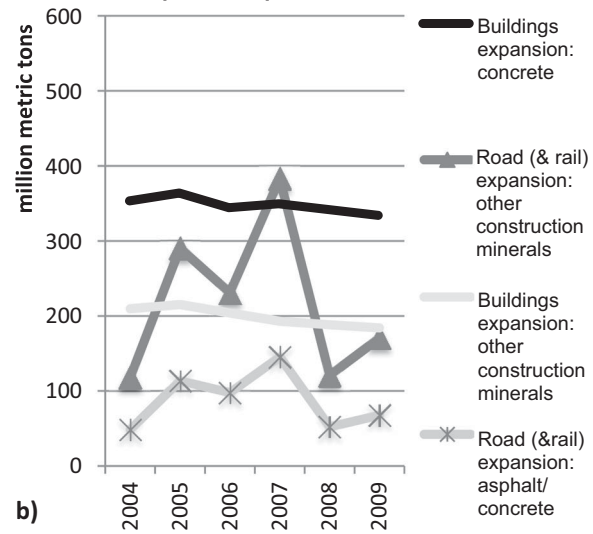 600
500
400
300
200
100
0
million metric tons
2004
2005
2006
2007
2008
2009
b)
Buildings
expansion:
concrete
Road (& rail)
expansion:
other
construction
minerals
Buildings
expansion:
other
construction
minerals
Road (&rail)
expansion:
asphalt/
concrete